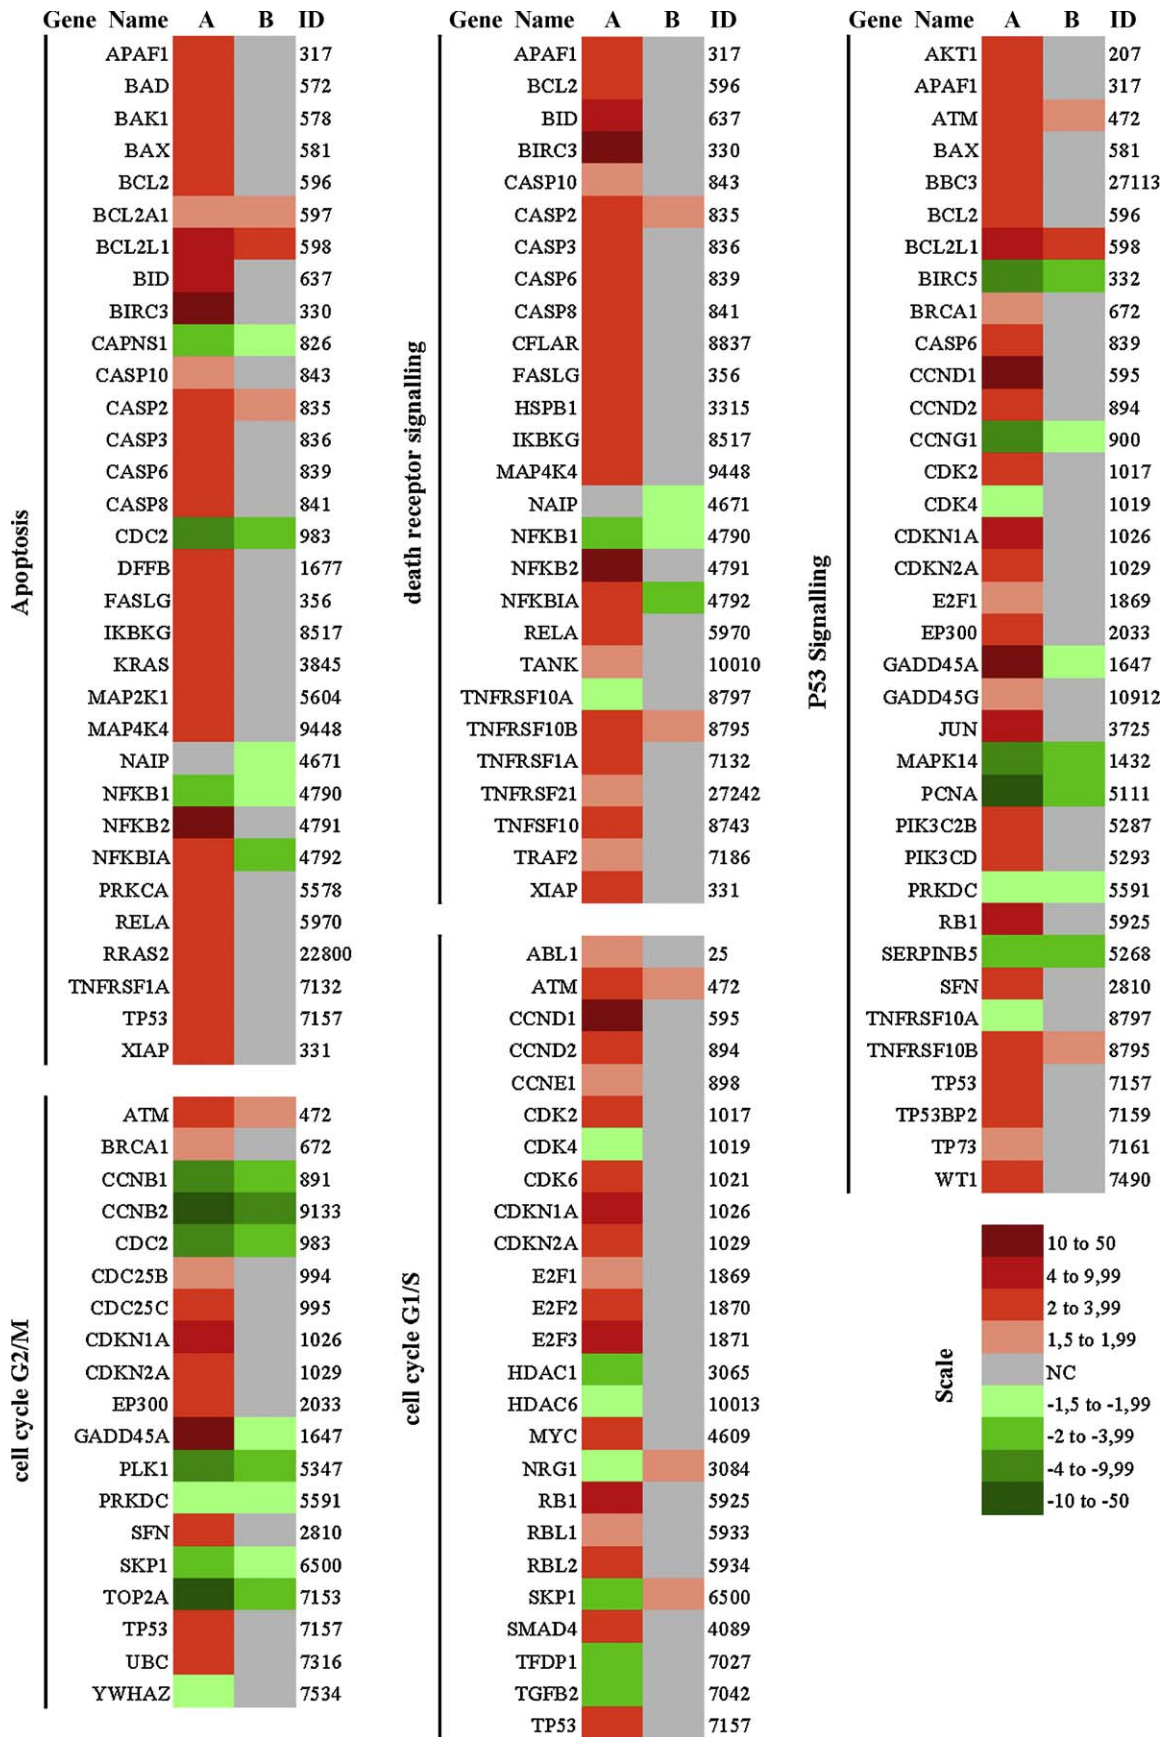 Gene Name A B ID
Apoptosis
APAF1 317
BAD 572
BAK1 578
BAX 581
BCL2 596
BCL2A1 597
BCL2L1 598
BID 637
BIRC3 330
CAPNS1 826
CASP10 843
CASP2 835
CASP3 836
CASP6 839
CASP8 841
CDC2 983
DFFB 1677
FASLG 356
IKBKG 8517
KRAS 3845
MAP2K1 5604
MAP4K4 9448
NAIP 4671
NFKB1 4790
NFKB2 4791
NFKBIA 4792
PRKCA 5578
RELA 5970
RRAS2 22800
TNFRSF1A 7132
TP53 7157
XIAP 331
cell cycle G2/M
ATM 472
BRCA1 672
CCNB1 891
CCNB2 9133
CDC2 983
CDC25B 994
CDC25C 995
CDKN1A 1026
CDKN2A 1029
EP300 2033
GADD45A 1647
PLK1 5347
PRKDC 5591
SFN 2810
SKP1 6500
TOP2A 7153
TP53 7157
UBC 7316
YWHAZ 7534
Gene Name A B ID
death receptor signalling
APAF1 317
BCL2 596
BID 637
BIRC3 330
CASP10 843
CASP2 835
CASP3 836
CASP6 839
CASP8 841
CFLAR 8837
FASLG 356
HSPB1 3315
IKBKG 8517
MAP4K4 9448
NAIP 4671
NFKB1 4790
NFKB2 4791
NFKBIA 4792
RELA 5970
TANK 10010
TNFRSF10A 8797
TNFRSF10B 8795
TNFRSF1A 7132
TNFRSF21 27242
TNFSF10 8743
TRAF2 7186
XIAP 331
cell cycle G1/S
ABL1 25
ATM 472
CCND1 595
CCND2 894
CCNE1 898
CDK2 1017
CDK4 1019
CDK6 1021
CDKN1A 1026
CDKN2A 1029
E2F1 1869
E2F2 1870
E2F3 1871
HDAC1 3065
HDAC6 10013
MYC 4609
NRG1 3084
RB1 5925
RBL1 5933
RBL2 5934
SKP1 6500
SMAD4 4089
TFDP1 7027
TGFB2 7042
TP53 7157
Gene Name A B ID
P53 Signalling
AKT1 207
APAF1 317
ATM 472
BAX 581
BBC3 27113
BCL2 596
BCL2L1 598
BIRC5 332
BRCA1 672
CASP6 839
CCND1 595
CCND2 894
CCNG1 900
CDK2 1017
CDK4 1019
CDKN1A 1026
CDKN2A 1029
E2F1 1869
EP300 2033
GADD45A 1647
GADD45G 10912
JUN 3725
MAPK14 1432
PCNA 5111
PIK3C2B 5287
PIK3CD 5293
PRKDC 5591
RB1 5925
SERPINB5 5268
SFN 2810
TNFRSF10A 8797
TNFRSF10B 8795
TP53 7157
TP53BP2 7159
TP73 7161
WT1 7490
Scale
10 to 50
4 to 9,99
2 to 3,99
1,5 to 1,99
NC
-1,5 to -1,99
-2 to -3,99
-4 to -9,99
-10 to -50